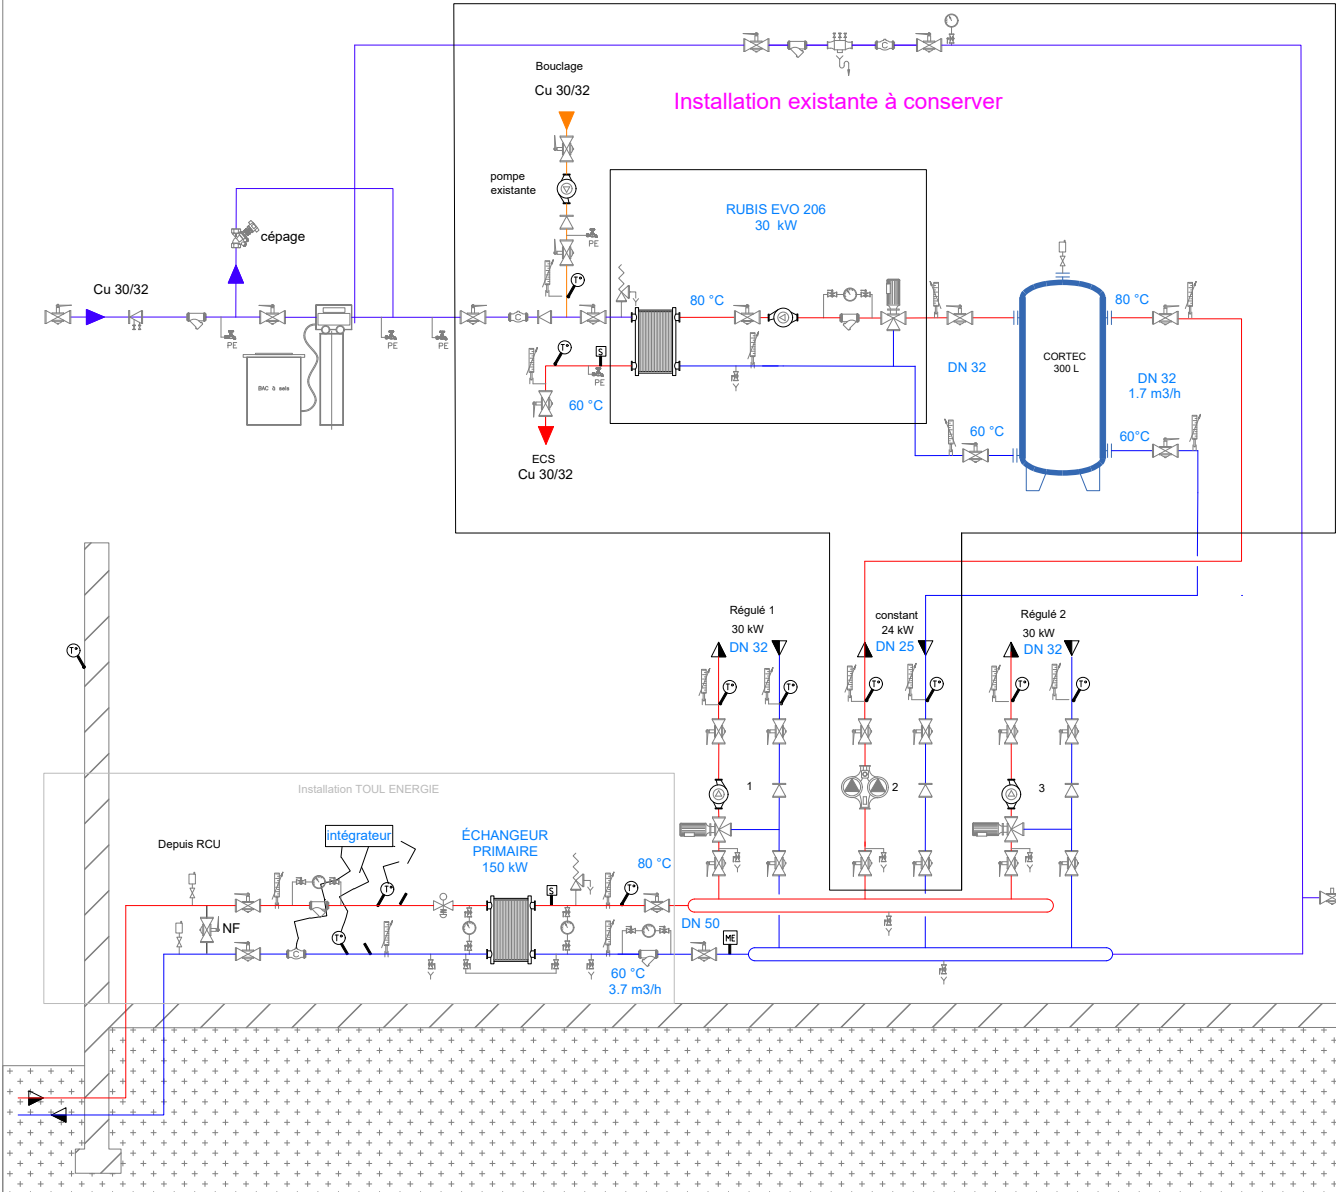 Bouclage
Cu 30/32
Installation existante à conserver
pompe
existante
PE
RUBIS EVO 206
30 kW
cépage
Cu 30/32
T°
80 °C
80 °C
PE
PE
PE
C
T°
S
PE
BAC à sels
CORTEC
300 L
DN 32
DN 32
1.7 m3/h
60 °C
60 °C
60°C
ECS
Cu 30/32
C
Régulé 1
30 kW
DN 32
constant
24 kW
DN 25
Régulé 2
30 kW
DN 32
T°
T°
T°
T°
T°
T°
T°
1
2
3
Installation TOUL ENERGIE
Depuis RCU
intégrateur
ÉCHANGEUR
PRIMAIRE
150 kW
80 °C
T°
S
T°
NF
T°
C
DN 50
ME
60 °C
3.7 m3/h